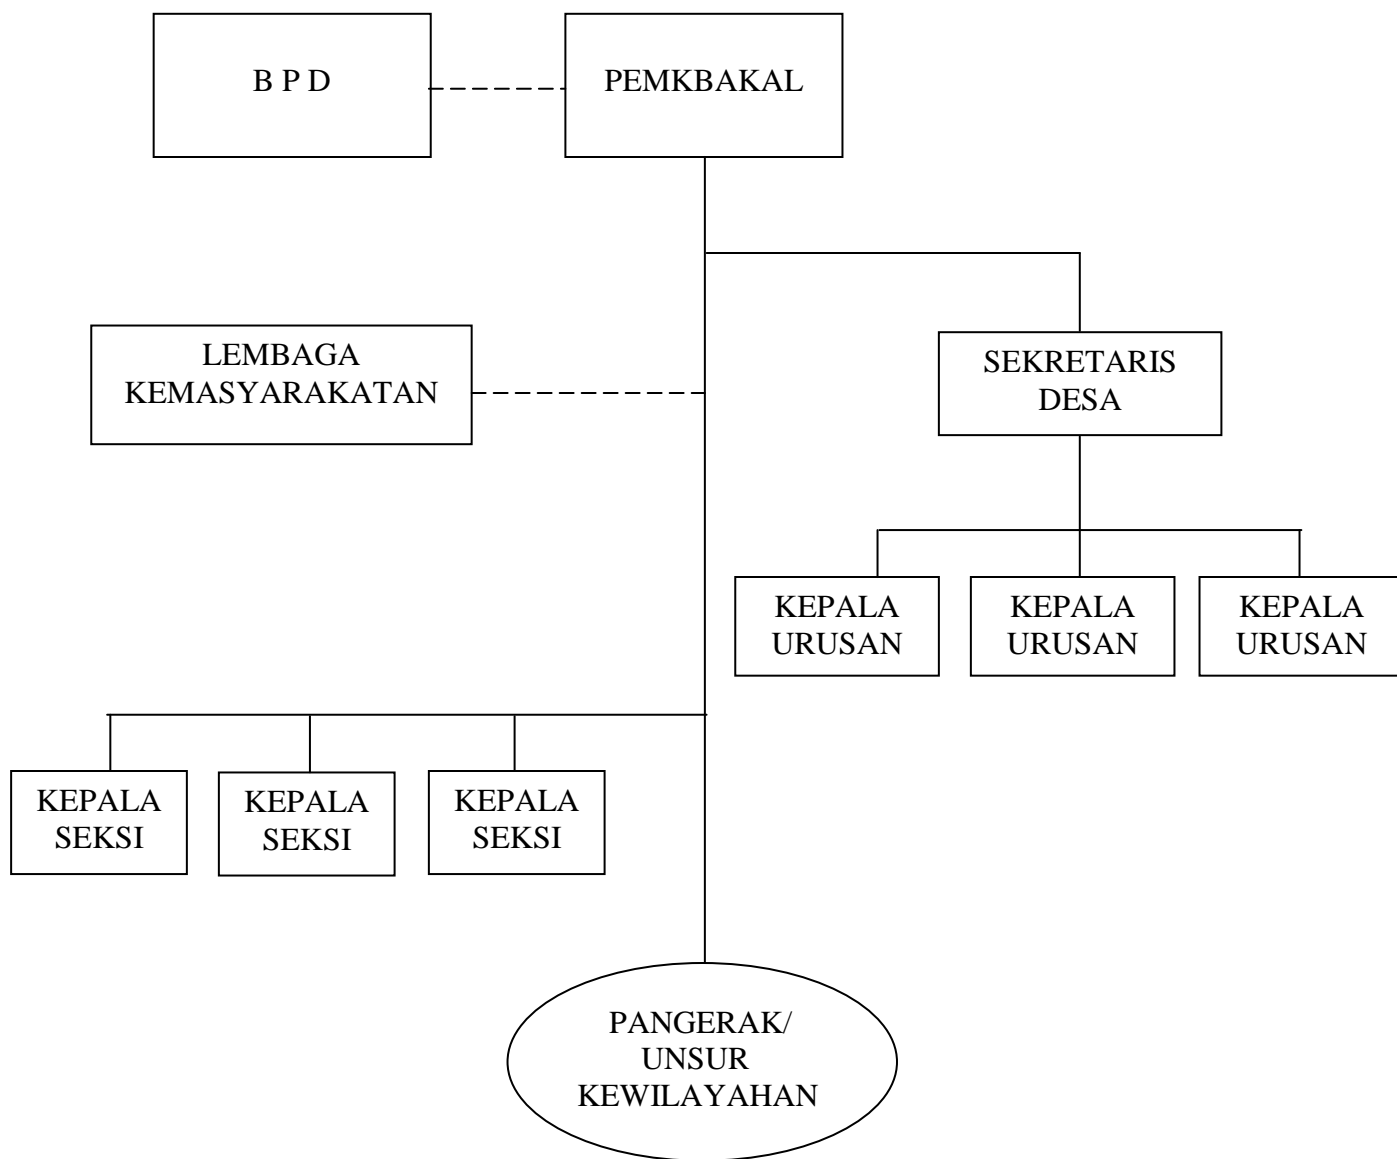 B P D
PEMKBAKAL
LEMBAGA
KEMASYARAKATAN
SEKRETARIS
DESA
KEPALA
URUSAN
KEPALA
URUSAN
KEPALA
URUSAN
KEPALA
SEKSI
KEPALA
SEKSI
KEPALA
SEKSI
PANGERAK/
UNSUR
KEWILAYAHAN